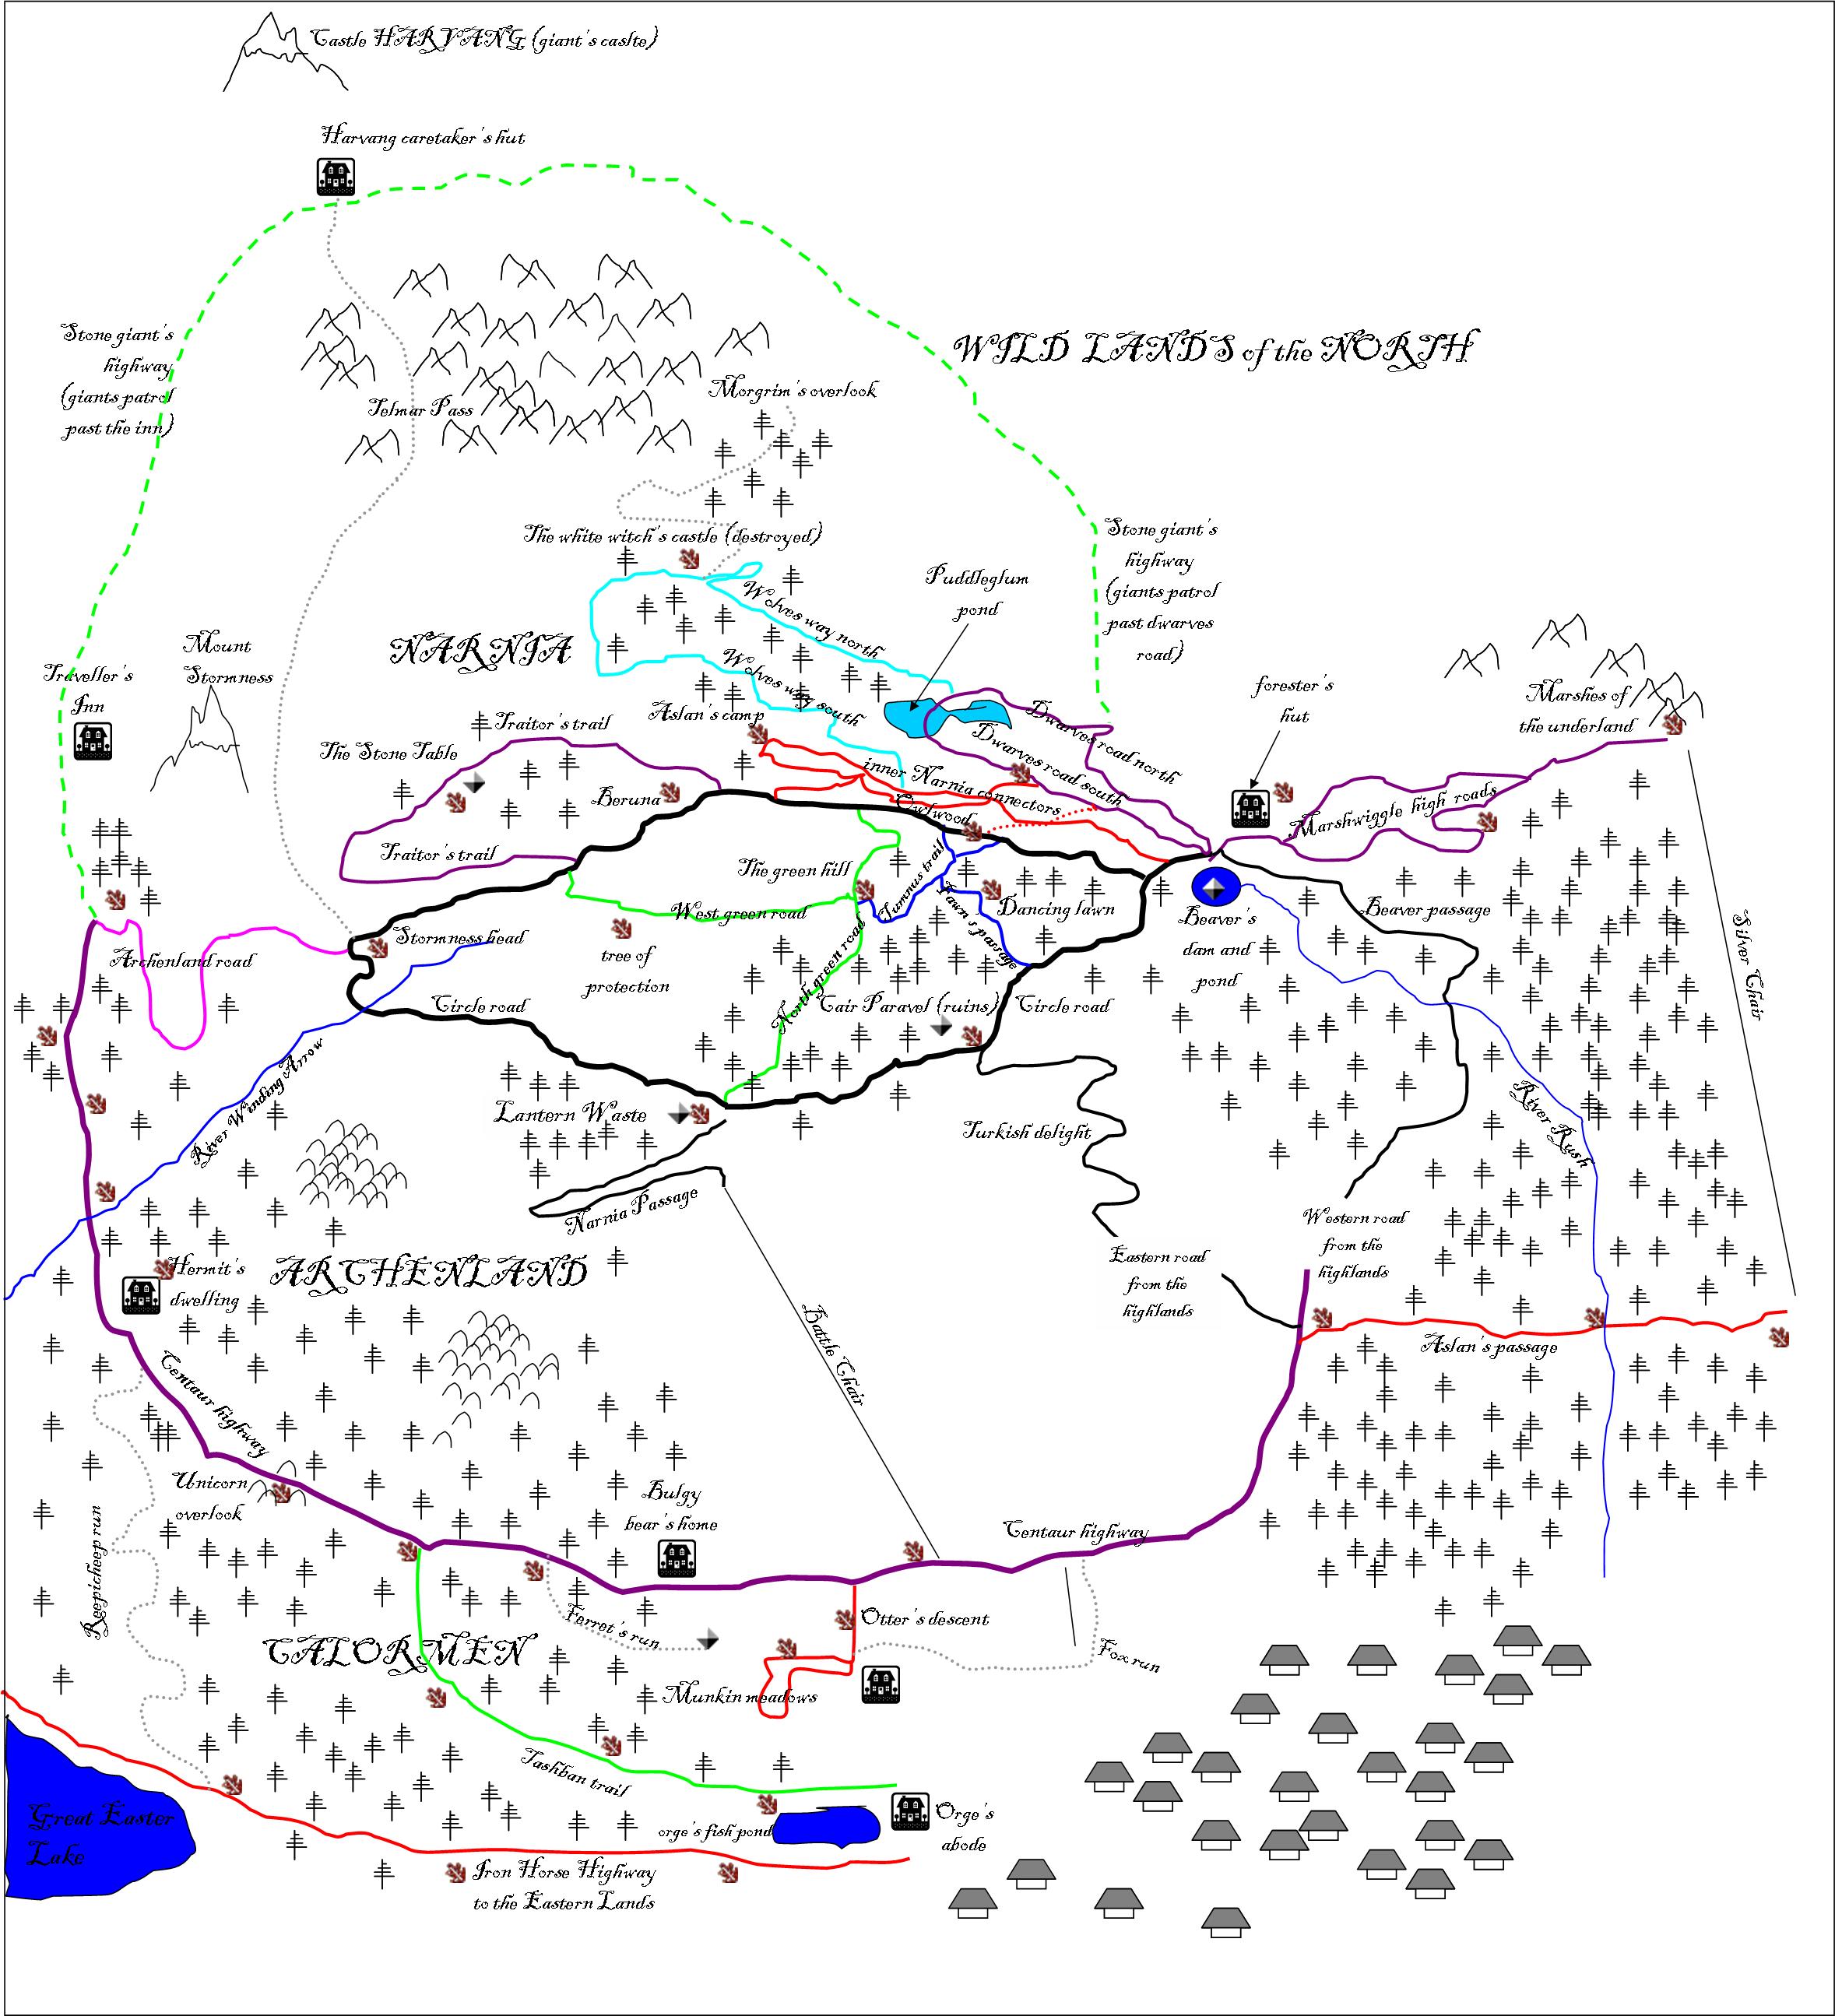 Castle HARVANG (giant's caslte)
Harvang caretaker's hut
Stone giant's
highway
(giants patrol
past the inn)
WILD LANDS of the NORTH
Telmar Pass
Morgrim's overlook
The white witch's castle (destroyed)
Stone giant's
highway
(giants patrol
past dwarves
road)
Puddleglum
pond
Wolves way north
NARNIA
Mount
Stormness
Traveller's
Inn
Wolves way south
Aslan's camp
Traitor's trail
The Stone Table
forester's
hut
Marshes of
the underland
Dwarves road north
Dwarves road south
inner Narnia connectors
Beruna
Owlwood
Marshwiggle high roads
Traitor's trail
The green hill
Tumnus trail
Fawn's passage
West green road
Dancing lawn
Beaver's
dam and
pond
Beaver passage
Silver Chair
Stormness head
Archenland road
tree of
protection
North green road
Circle road
Cair Paravel (ruins)
Circle road
River Winding Arrow
Lantern Waste
Turkish delight
River Rush
Narnia Passage
Western road
from the
highlands
Eastern road
from the
highlands
Hermit's
dwelling
ARCHENLAND
Battle Chair
Aslan's passage
Centaur highway
Unicorn
overlook
Bulgy
bear's home
Centaur highway
Reepicheep run
Ferret's run
Otter's descent
Fox run
CALORMEN
Munkin meadows
Tashban trail
Great Easter
Lake
orge's fish pond
Orge's
abode
Iron Horse Highway
to the Eastern Lands